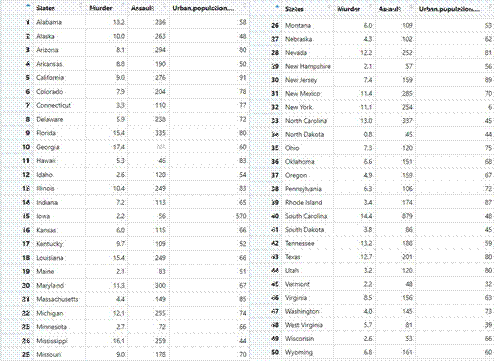 States Murder Assault Urban.population....
1 Alabama 13.2 236 58
2 Alaska 10.0 263 48
3 Arizona 8.1 294 80
4 Arkansas 8.8 190 50
5 California 9.0 276 91
6 Colorado 7.9 204 78
7 Connecticut 3.3 110 77
8 Delaware 5.9 238 72
9 Florida 15.4 335 80
10 Georgia 17.4 60
11 Hawaii 5.3 46 83
12 Idaho 2.6 120 54
13 Illinois 10.4 249 83
14 Indiana 7.2 113 65
15 Iowa 2.2 56 570
16 Kansas 6.0 115 66
17 Kentucky 9.7 109 52
18 Louisiana 15.4 249 66
19 Maine 2.1 83 51
20 Maryland 11.3 300 67
21 Massachusetts 4.4 149 85
22 Michigan 12.1 255 74
23 Minnesota 2.7 72 66
24 Mississippi 16.1 259 44
25 Missouri 9.0 178 70
States Murder Assault Urban.population....
26 Montana 6.0 109 53
27 Nebraska 4.3 102 62
28 Nevada 12.2 252 81
29 New Hampshire 2.1 57 56
30 New Jersey 7.4 159 89
31 New Mexico 11.4 285 70
32 New York 11.1 254 6
33 North Carolina 13.0 337 45
34 North Dakota 0.8 45 44
35 Ohio 7.3 120 75
36 Oklahoma 6.6 151 68
37 Oregon 4.9 159 67
38 Pennsylvania 6.3 106 72
39 Rhode Island 3.4 174 87
40 South Carolina 14.4 879 48
41 South Dakota 3.8 86 45
42 Tennessee 13.2 188 59
43 Texas 12.7 201 80
44 Utah 3.2 120 80
45 Vermont 2.2 48 32
46 Virginia 8.5 156 63
47 Washington 4.0 145 73
48 West Virginia 5.7 81 39
49 Wisconsin 2.6 53 66
50 Wyoming 6.8 161 60